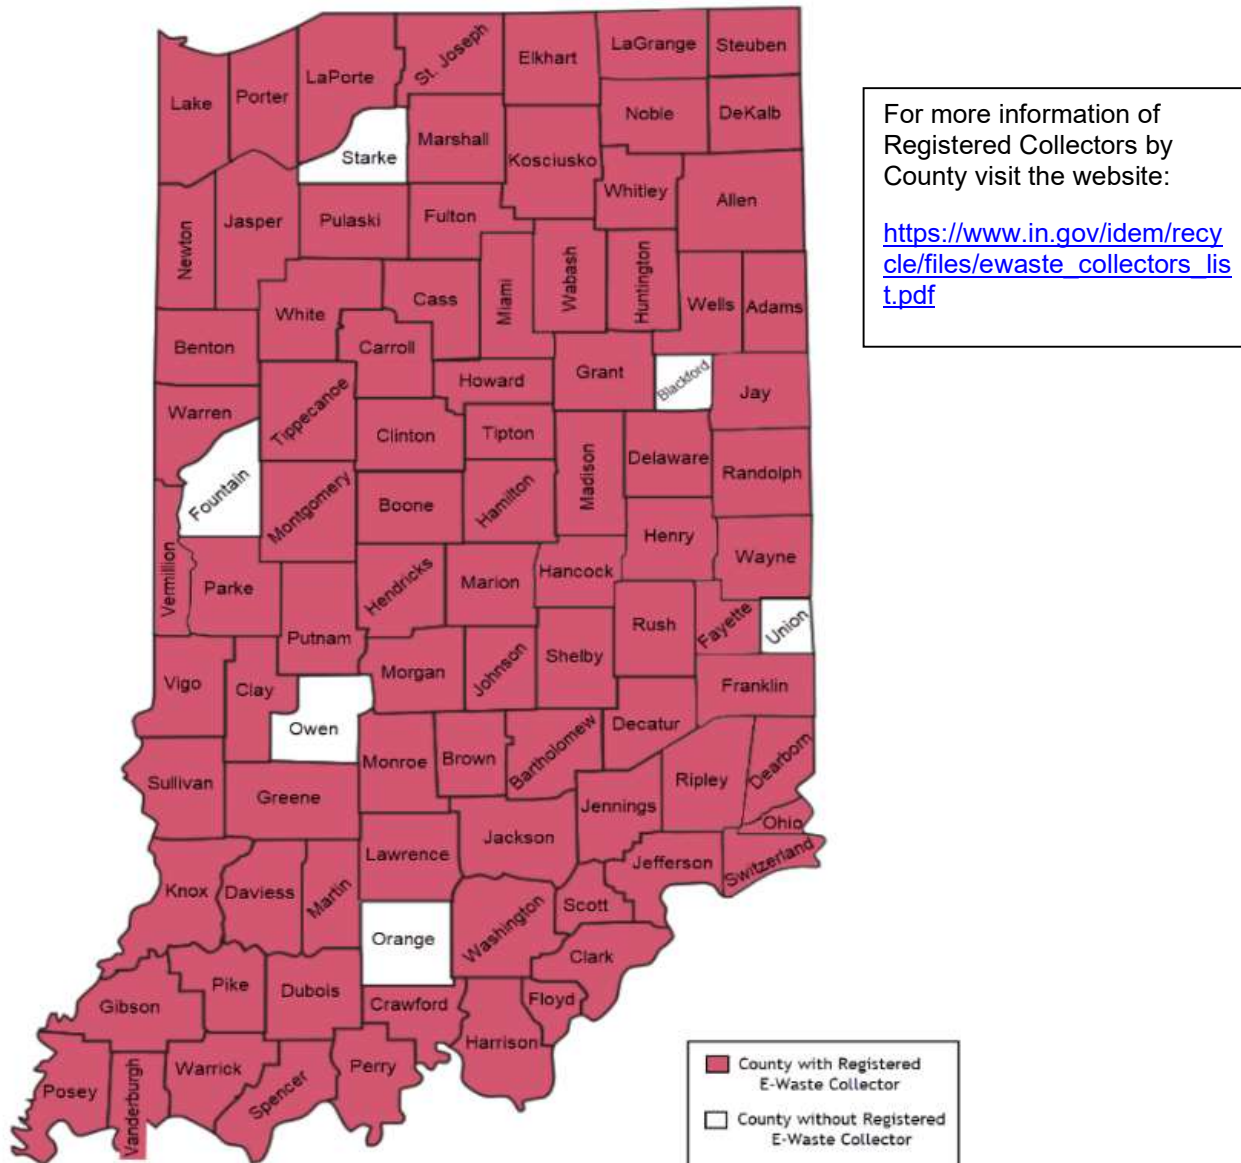 St. Joseph
LaGrange
Steuben
Elkhart
LaPorte
Lake
Porter
Noble
DeKalb
Marshall
Starke
Kosciusko
Whitley
Allen
Jasper
Pulaski
Fulton
Newton
Wabash
Huntington
Miami
Cass
Wells
Adams
White
Benton
Carroll
Howard
Grant
Blackford
Jay
Warren
Tippecanoe
Clinton
Tipton
Madison
Delaware
Randolph
Fountain
Montgomery
Boone
Hamilton
Henry
Wayne
Vermillion
Parke
Hendricks
Marion
Hancock
Putnam
Rush
Fayette
Union
Vigo
Clay
Morgan
Johnson
Shelby
Franklin
Owen
Monroe
Brown
Bartholomew
Decatur
Sullivan
Greene
Jennings
Ripley
Dearborn
Ohio
Jackson
Lawrence
Jefferson
Switzerland
Knox
Daviess
Martin
Orange
Washington
Scott
Clark
Gibson
Pike
Dubois
Crawford
Floyd
Harrison
Posey
Vanderburgh
Warrick
Spencer
Perry
For more information of
Registered Collectors by
County visit the website:
https://www.in.gov/idem/recy
cle/files/ewaste_collectors_lis
t.pdf
County with Registered
E-Waste Collector
County without Registered
E-Waste Collector